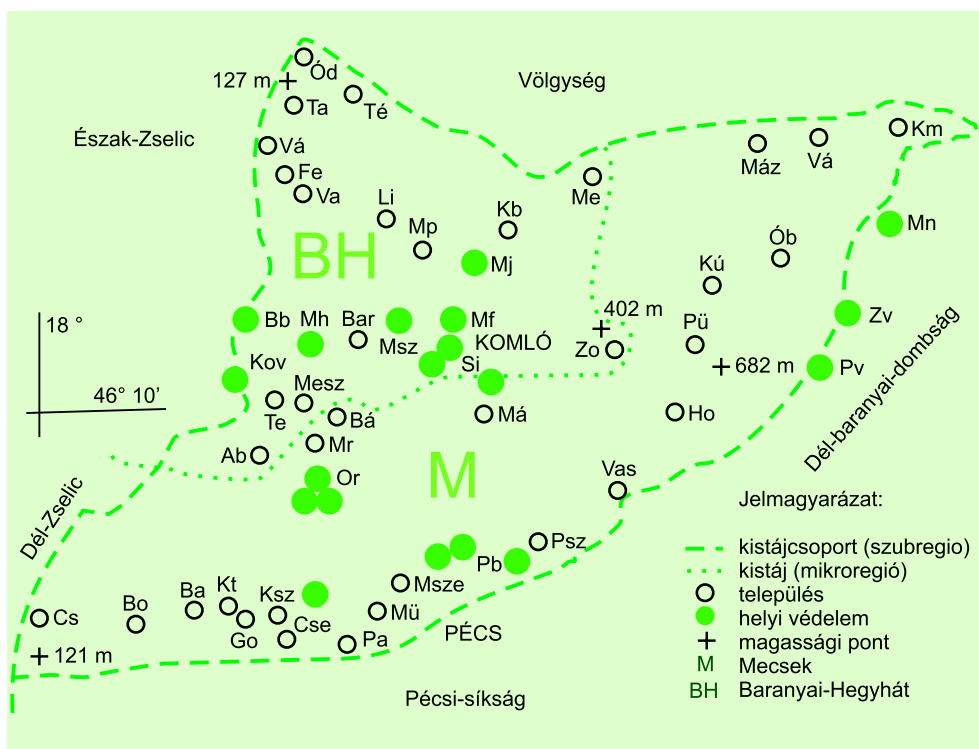 Ód
127 m
Völgység
Té
Ta
Km
Észak-Zselic
Vá
Vá
Máz
Fe
Va
Me
Li
Kb
Mp
Mn
BH
Mj
Ób
Kú
402 m
Bb
Mh
Bar
Mf
Zv
18 °
Msz
KOMLÓ
Pü
Zo
Kov
Si
682 m
Pv
Mesz
46° 10’
Te
Bá
Má
Ho
Dél-baranyai-dombság
Mr
Ab
Or
M
Vas
Dél-Zselic
Jelmagyarázat:
Psz
Pb
kistájcsoport (szubregio)
kistáj (mikroregió)
Msze
település
Ba
Kt
Ksz
Bo
Mü
Cs
helyi védelem
Go
Cse
Pa
PÉCS
magassági pont
121 m
M Mecsek
BH Baranyai-Hegyhát
Pécsi-síkság